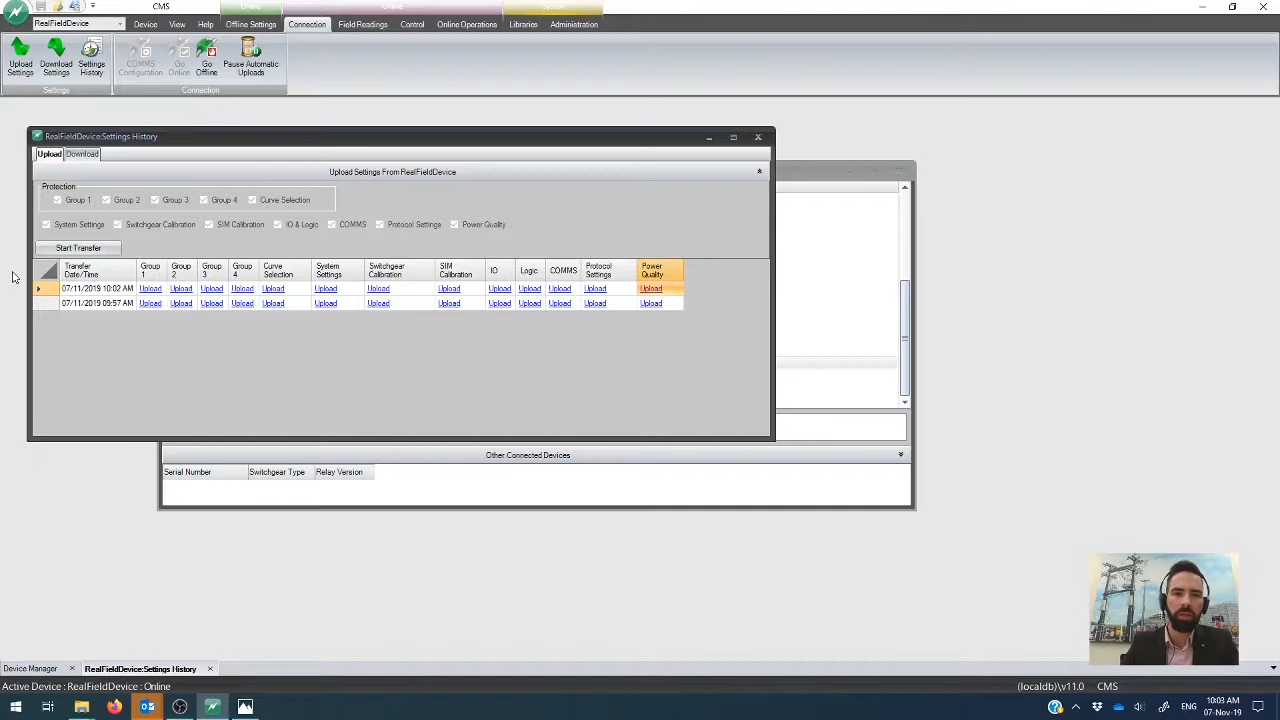 CMS
RealFieldDevice
Device View Help Offline Settings Connection Field Readings Control Online Operations Libraries Administration
Upload Settings
Download Settings
Settings History
COMMS Configuration
Go Online
Go Offline
Pause Automatic Uploads
Settings
Connection
RealFieldDevice:Settings History
Upload Download
Upload Settings From RealFieldDevice
Protection
Group 1 Group 2 Group 3 Group 4 Curve Selection
System Settings Switchgear Calibration SIM Calibration IO & Logic COMMS Protocol Settings Power Quality
Start Transfer
Transfer Date/Time Group 1 Group 2 Group 3 Group 4 Curve Selection System Settings Switchgear Calibration SIM Calibration IO Logic COMMS Protocol Settings Power Quality
07/11/2019 10:02 AM Upload Upload Upload Upload Upload Upload Upload Upload Upload Upload Upload Upload Upload
07/11/2019 09:57 AM Upload Upload Upload Upload Upload Upload Upload Upload Upload Upload Upload Upload Upload
Other Connected Devices
Serial Number Switchgear Type Relay Version
Device Manager RealFieldDevice:Settings History
Active Device : RealFieldDevice : Online (localdb)\v11.0 CMS
ENG 10:03 AM
07-Nov-19